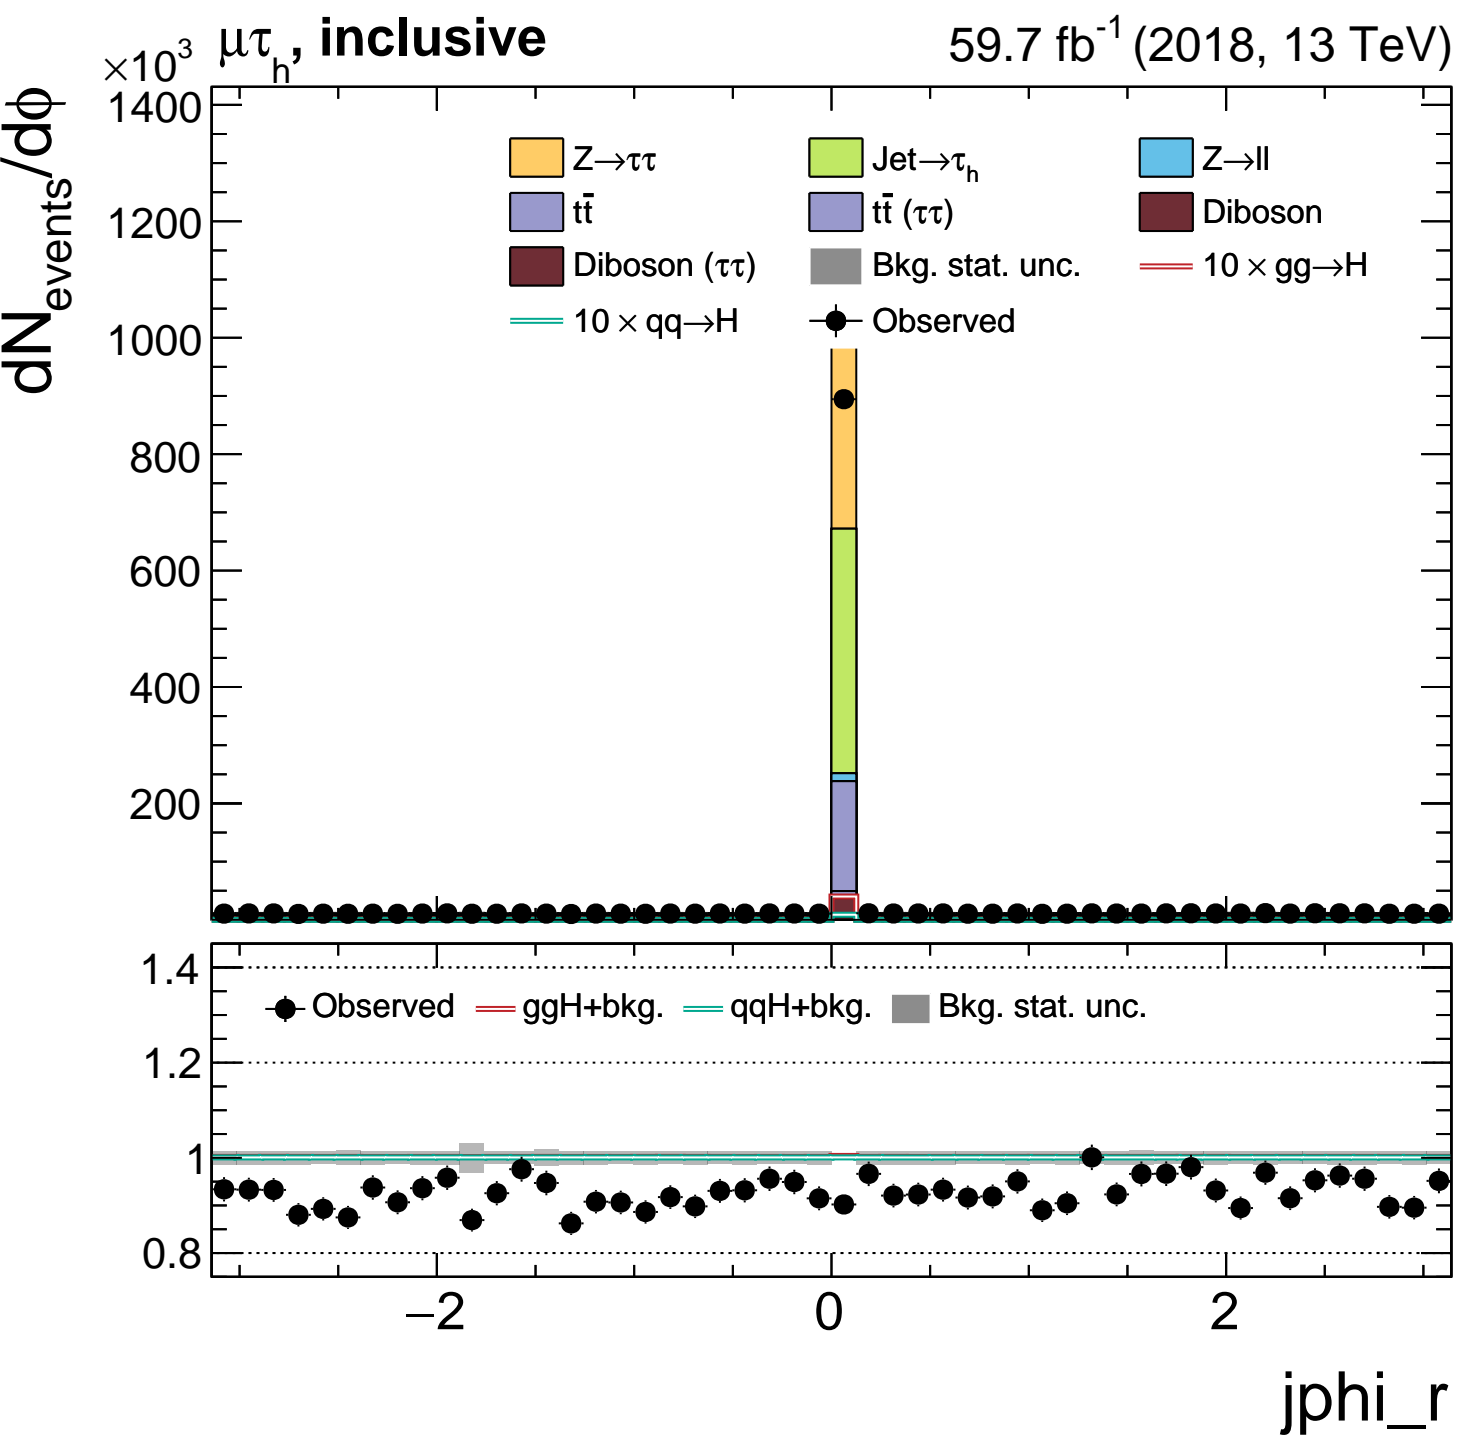 ×10³ μτh, inclusive 59.7 fb⁻¹ (2018, 13 TeV)
dNevents/dϕ
1400
1200
1000
800
600
400
200
Z→ττ Jet→τh Z→ll
tt̄ tt̄ (ττ) Diboson
Diboson (ττ) Bkg. stat. unc. 10 × gg→H
10 × qq→H Observed
1.4
1.2
1
0.8
Observed ggH+bkg. qqH+bkg. Bkg. stat. unc.
−2 0 2
jphi_r